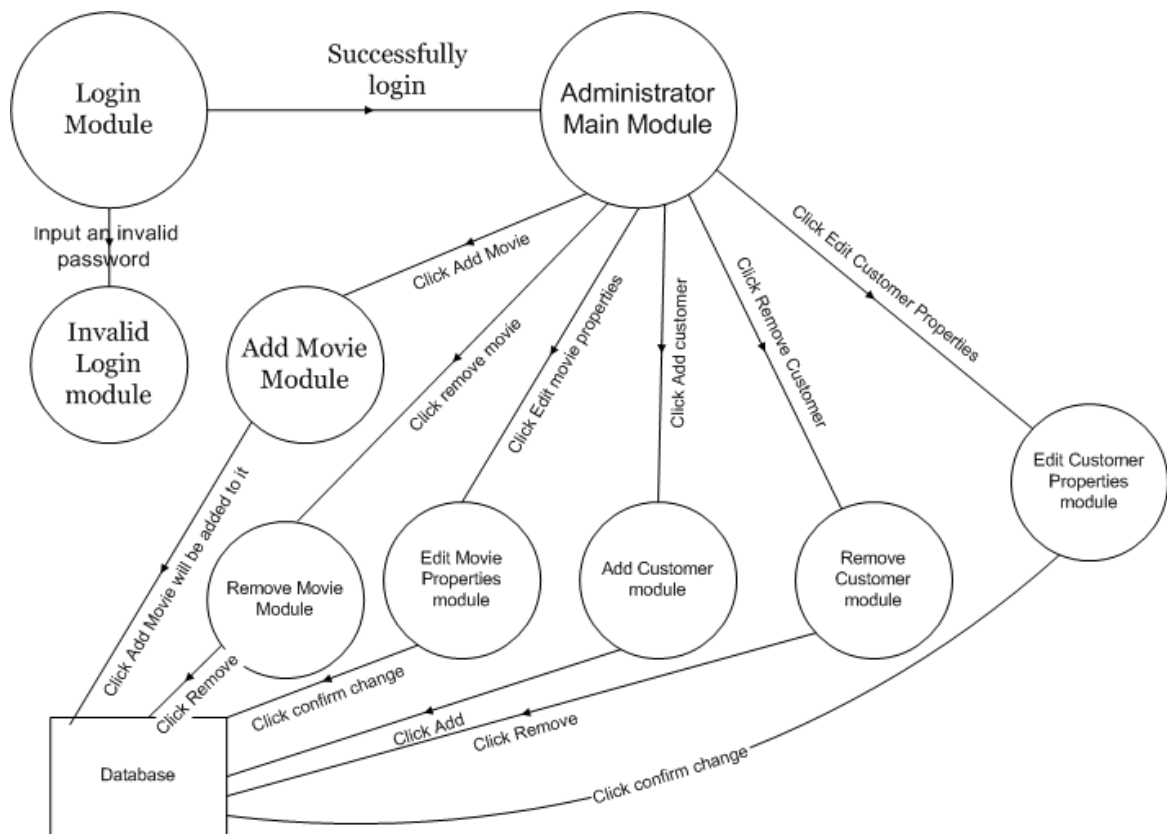 Successfully
login
Login
Module
Administrator
Main Module
Input an invalid
password
Click Add Movie
Click remove movie
Click Edit movie properties
Click Add customer
Click Remove Customer
Click Edit Customer Properties
Invalid
Login
module
Add Movie
Module
Edit Customer
Properties
module
Click Add Movie will be added to it
Remove Movie
Module
Edit Movie
Properties
module
Add Customer
module
Remove
Customer
module
Click Remove
Click confirm change
Click Add
Click Remove
Click confirm change
Database